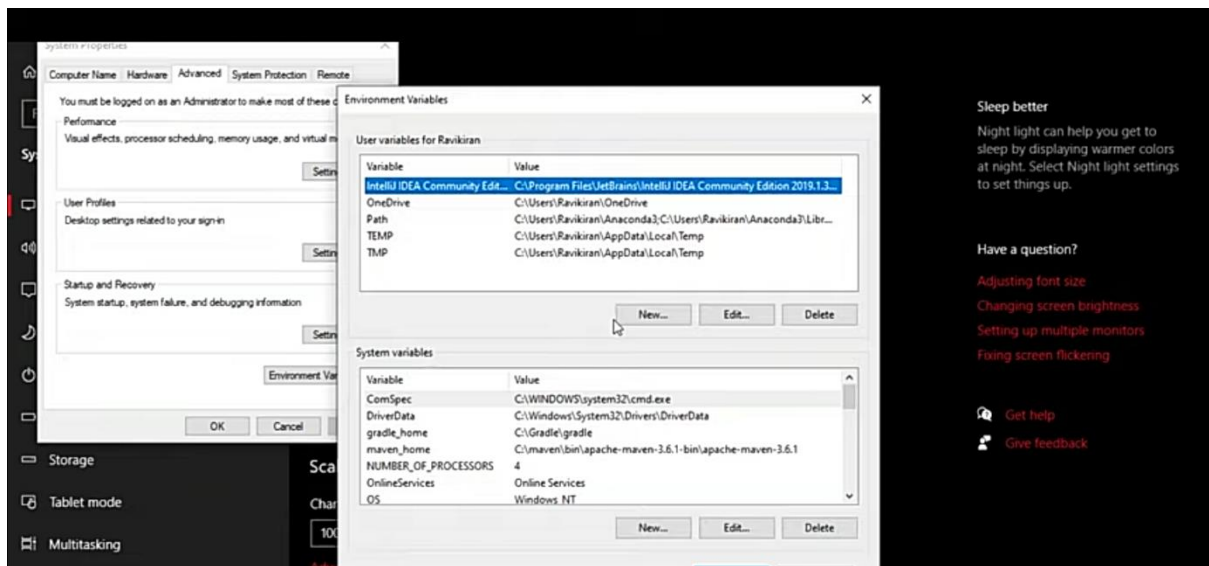 System Properties
Computer Name Hardware Advanced System Protection Remote
You must be logged on as an Administrator to make most of these
Performance
Visual effects, processor scheduling, memory usage, and virtual
User Profiles
Desktop settings related to your sign-in
Startup and Recovery
System startup, system failure, and debugging information
OK Cancel
Storage
Tablet mode
Multitasking
Environment Variables
User variables for Ravikiran
Variable Value
IntelliJ IDEA Community Edit... C:\Program Files\JetBrains\IntelliJ IDEA Community Edition 2019.1.3...
OneDrive C:\Users\Ravikiran\OneDrive
Path C:\Users\Ravikiran\Anaconda3;C:\Users\Ravikiran\Anaconda3\Libr...
TEMP C:\Users\Ravikiran\AppData\Local\Temp
TMP C:\Users\Ravikiran\AppData\Local\Temp
New... Edit... Delete
System variables
Variable Value
ComSpec C:\WINDOWS\system32\cmd.exe
DriverData C:\Windows\System32\Drivers\DriverData
gradle_home C:\Gradle\gradle
maven_home C:\maven\bin\apache-maven-3.6.1-bin\apache-maven-3.6.1
NUMBER_OF_PROCESSORS 4
OnlineServices Online Services
OS Windows_NT
New... Edit... Delete
Sleep better
Night light can help you get to
sleep by displaying warmer colors
at night. Select Night light settings
to set things up.
Have a question?
Adjusting font size
Changing screen brightness
Setting up multiple monitors
Fixing screen flickering
Get help
Give feedback